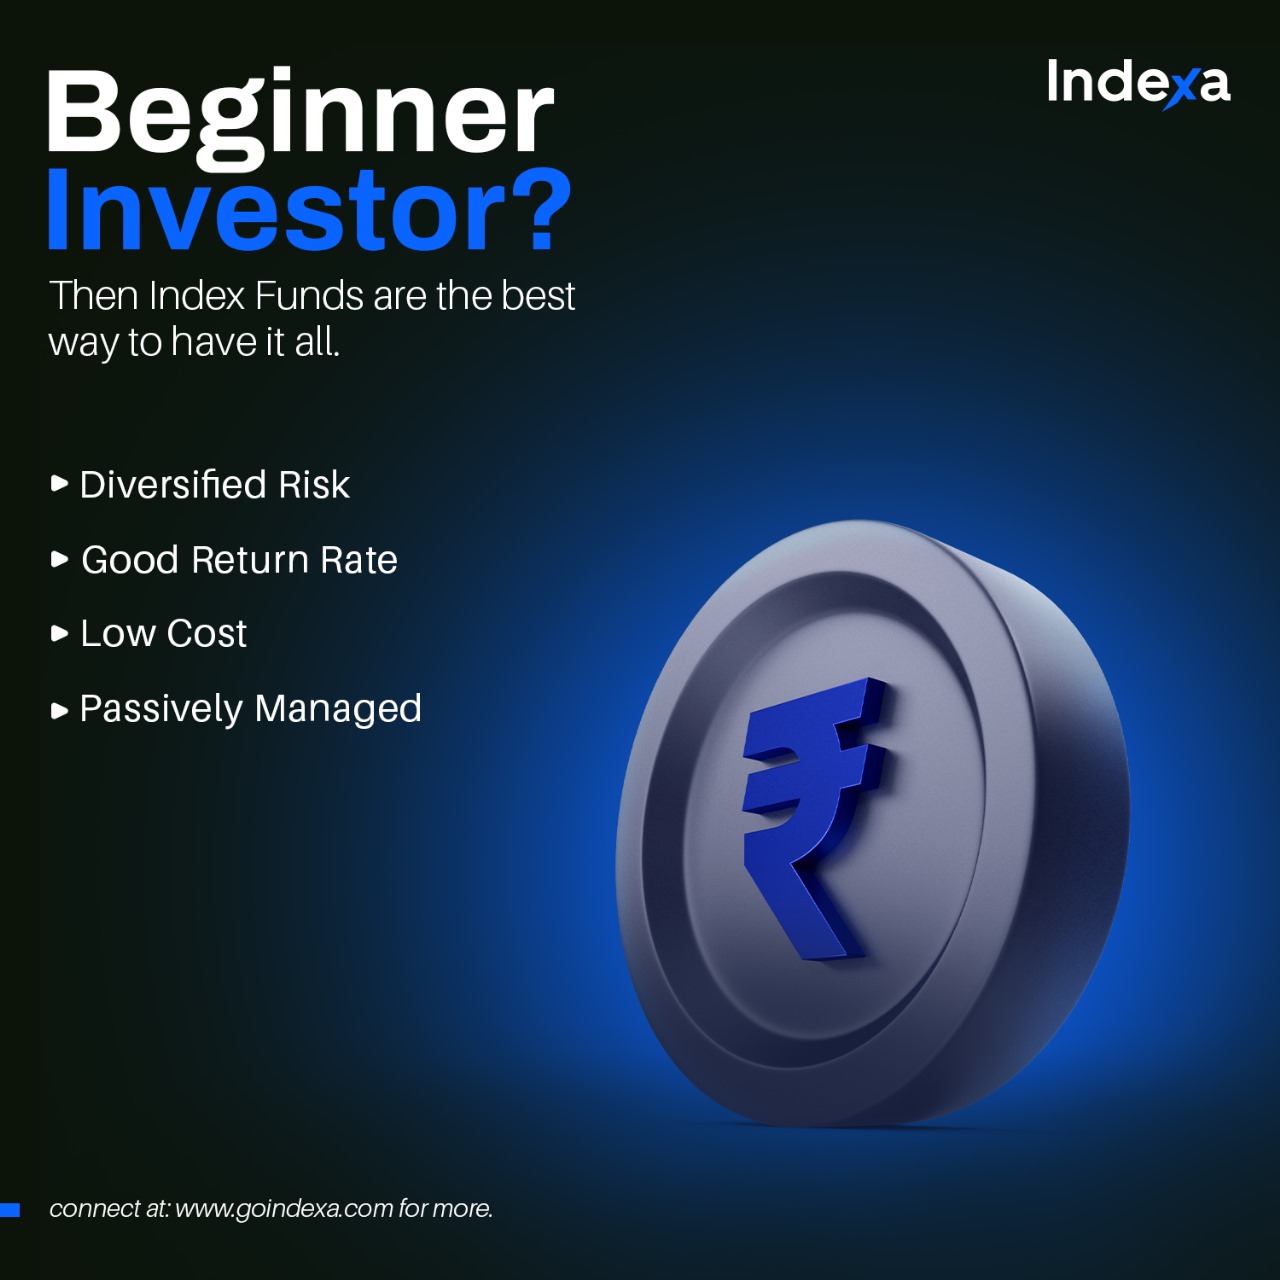 Indexa
Beginner
Investor?
Then Index Funds are the best
way to have it all.
Diversified Risk
Good Return Rate
Low Cost
Passively Managed
₹
connect at: www.goindexa.com for more.